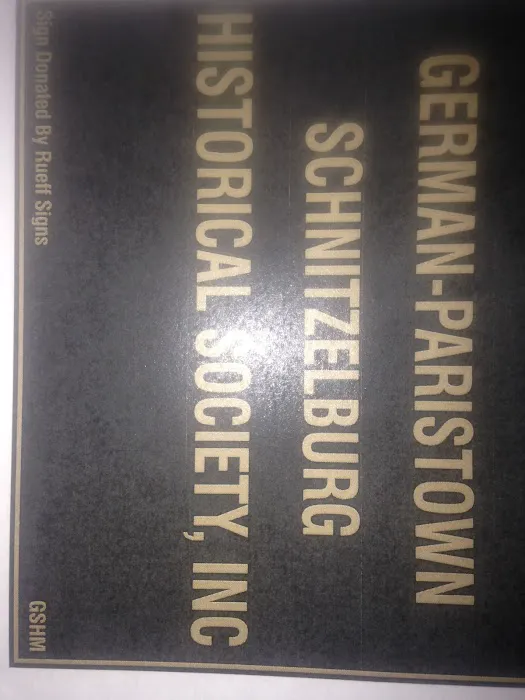 GERMAN-PARISTOWN
SCHNITZELBURG
HISTORICAL SOCIETY, INC
Sign Donated By Rueff Signs
GSHM